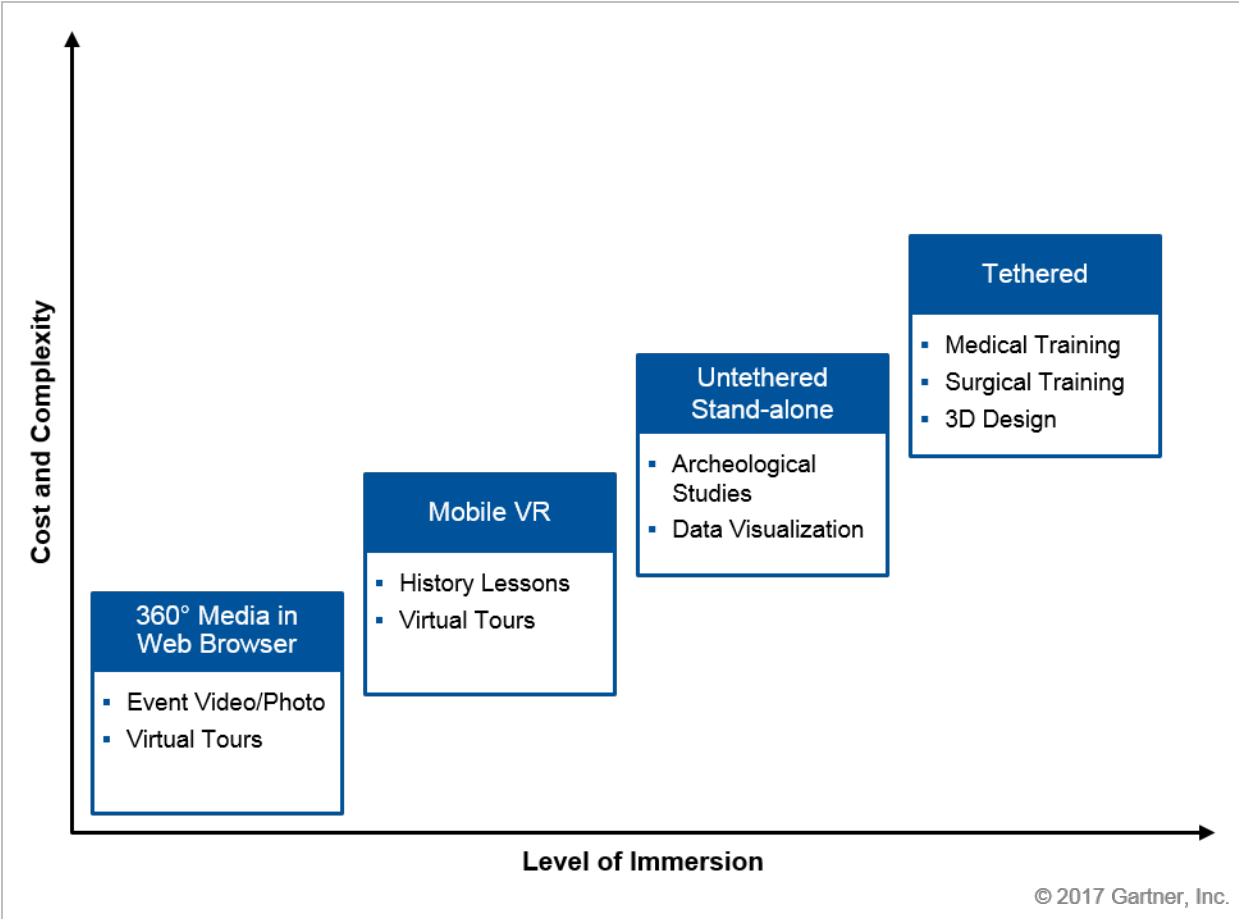 Cost and Complexity
Tethered
▪ Medical Training
▪ Surgical Training
▪ 3D Design
Untethered
Stand-alone
▪ Archeological
Studies
▪ Data Visualization
Mobile VR
▪ History Lessons
▪ Virtual Tours
360° Media in
Web Browser
▪ Event Video/Photo
▪ Virtual Tours
Level of Immersion
© 2017 Gartner, Inc.